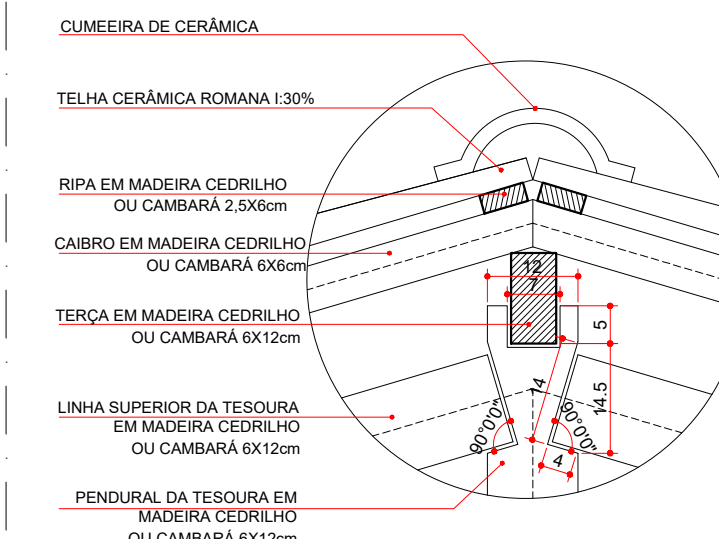 CUMEEIRA DE CERÂMICA
TELHA CERÂMICA ROMANA I:30%
RIPA EM MADEIRA CEDRILHO
OU CAMBARÁ 2,5X6cm
CAIBRO EM MADEIRA CEDRILHO
OU CAMBARÁ 6X6cm
TERÇA EM MADEIRA CEDRILHO
OU CAMBARÁ 6X12cm
LINHA SUPERIOR DA TESOURA
EM MADEIRA CEDRILHO
OU CAMBARÁ 6X12cm
PENDURAL DA TESOURA EM
MADEIRA CEDRILHO
OU CAMBARÁ 6X12cm
12
7
5
14
14.5
90°0'0"
90°0'0"
4